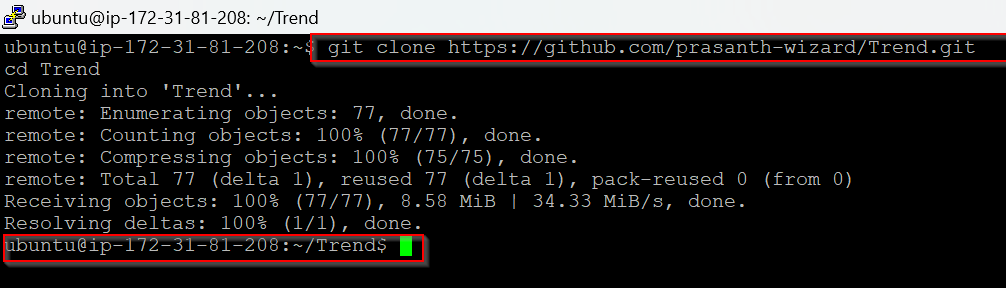 ubuntu@ip-172-31-81-208: ~/Trend
ubuntu@ip-172-31-81-208:~$ git clone https://github.com/prasanth-wizard/Trend.git
cd Trend
Cloning into 'Trend'...
remote: Enumerating objects: 77, done.
remote: Counting objects: 100% (77/77), done.
remote: Compressing objects: 100% (75/75), done.
remote: Total 77 (delta 1), reused 77 (delta 1), pack-reused 0 (from 0)
Receiving objects: 100% (77/77), 8.58 MiB | 34.33 MiB/s, done.
Resolving deltas: 100% (1/1), done.
ubuntu@ip-172-31-81-208:~/Trend$